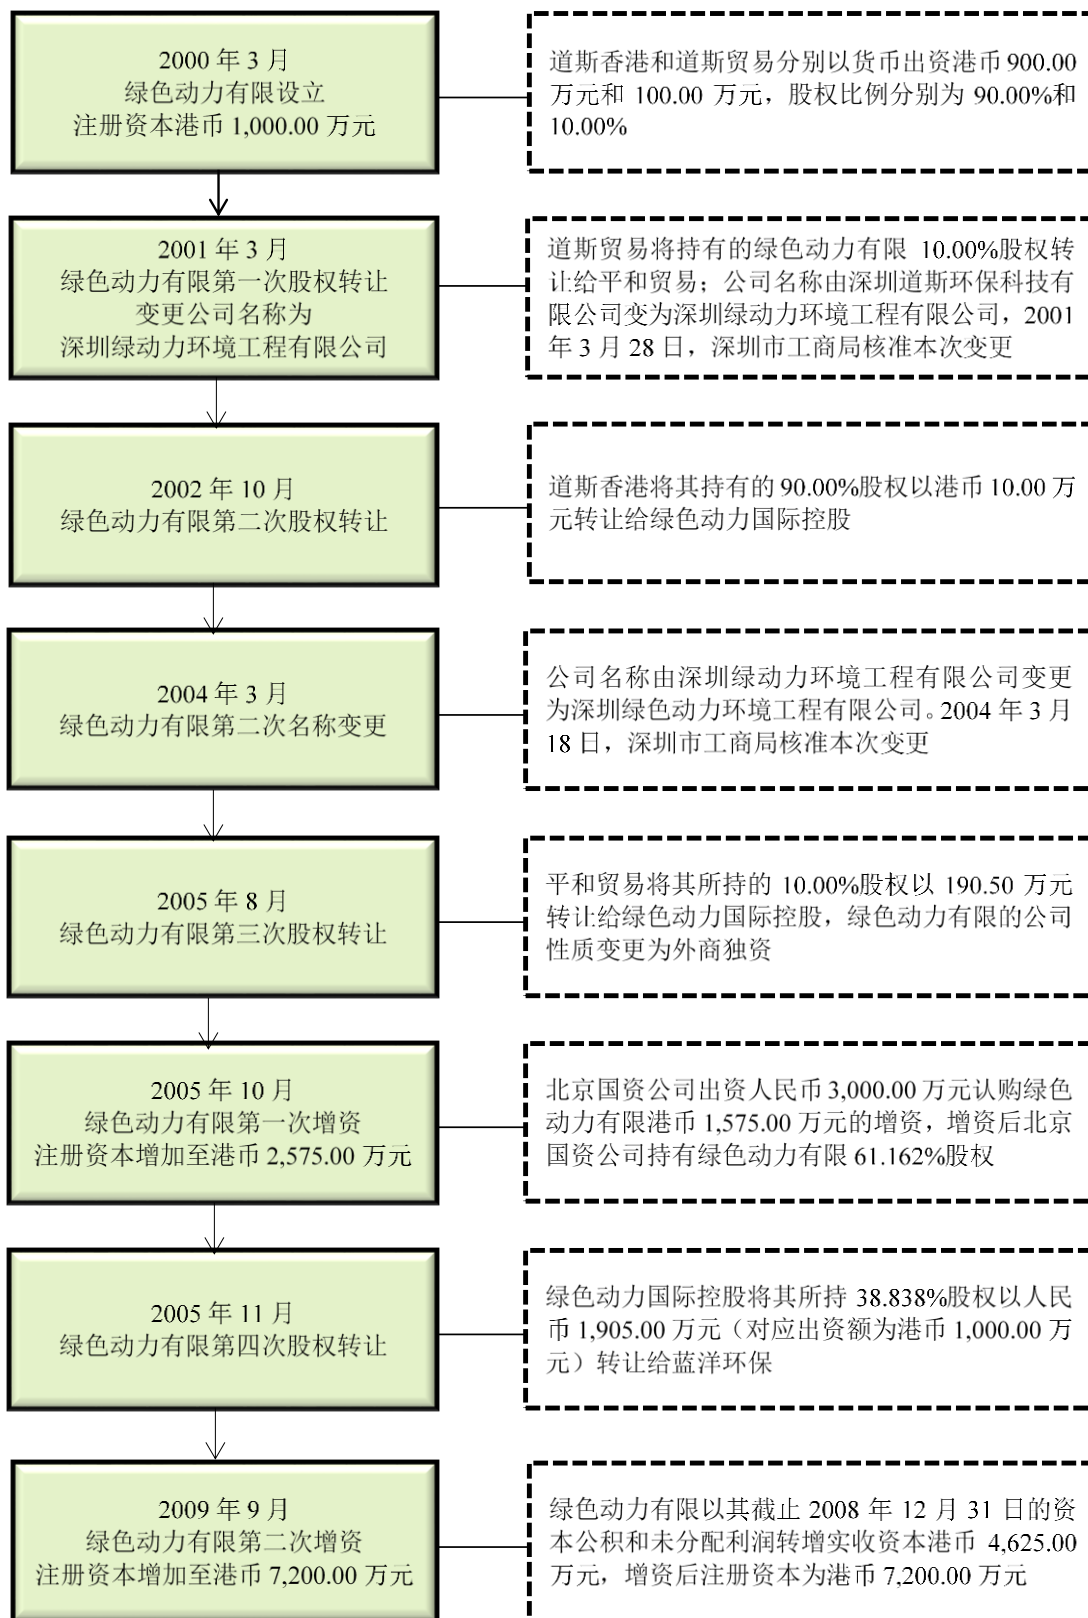 2000 年 3 月
绿色动力有限设立
注册资本港币 1,000.00 万元
道斯香港和道斯贸易分别以货币出资港币 900.00
万元和 100.00 万元，股权比例分别为 90.00%和
10.00%
2001 年 3 月
绿色动力有限第一次股权转让
变更公司名称为
深圳绿动力环境工程有限公司
道斯贸易将持有的绿色动力有限 10.00%股权转
让给平和贸易；公司名称由深圳道斯环保科技有
限公司变为深圳绿动力环境工程有限公司，2001
年 3 月 28 日，深圳市工商局核准本次变更
2002 年 10 月
绿色动力有限第二次股权转让
道斯香港将其持有的 90.00%股权以港币 10.00 万
元转让给绿色动力国际控股
2004 年 3 月
绿色动力有限第二次名称变更
公司名称由深圳绿动力环境工程有限公司变更
为深圳绿色动力环境工程有限公司。2004 年 3 月
18 日，深圳市工商局核准本次变更
2005 年 8 月
绿色动力有限第三次股权转让
平和贸易将其所持的 10.00%股权以 190.50 万元
转让给绿色动力国际控股，绿色动力有限的公司
性质变更为外商独资
2005 年 10 月
绿色动力有限第一次增资
注册资本增加至港币 2,575.00 万元
北京国资公司出资人民币 3,000.00 万元认购绿色
动力有限港币 1,575.00 万元的增资，增资后北京
国资公司持有绿色动力有限 61.162%股权
2005 年 11 月
绿色动力有限第四次股权转让
绿色动力国际控股将其所持 38.838%股权以人民
币 1,905.00 万元（对应出资额为港币 1,000.00 万
元）转让给蓝洋环保
2009 年 9 月
绿色动力有限第二次增资
注册资本增加至港币 7,200.00 万元
绿色动力有限以其截止 2008 年 12 月 31 日的资
本公积和未分配利润转增实收资本港币 4,625.00
万元，增资后注册资本为港币 7,200.00 万元